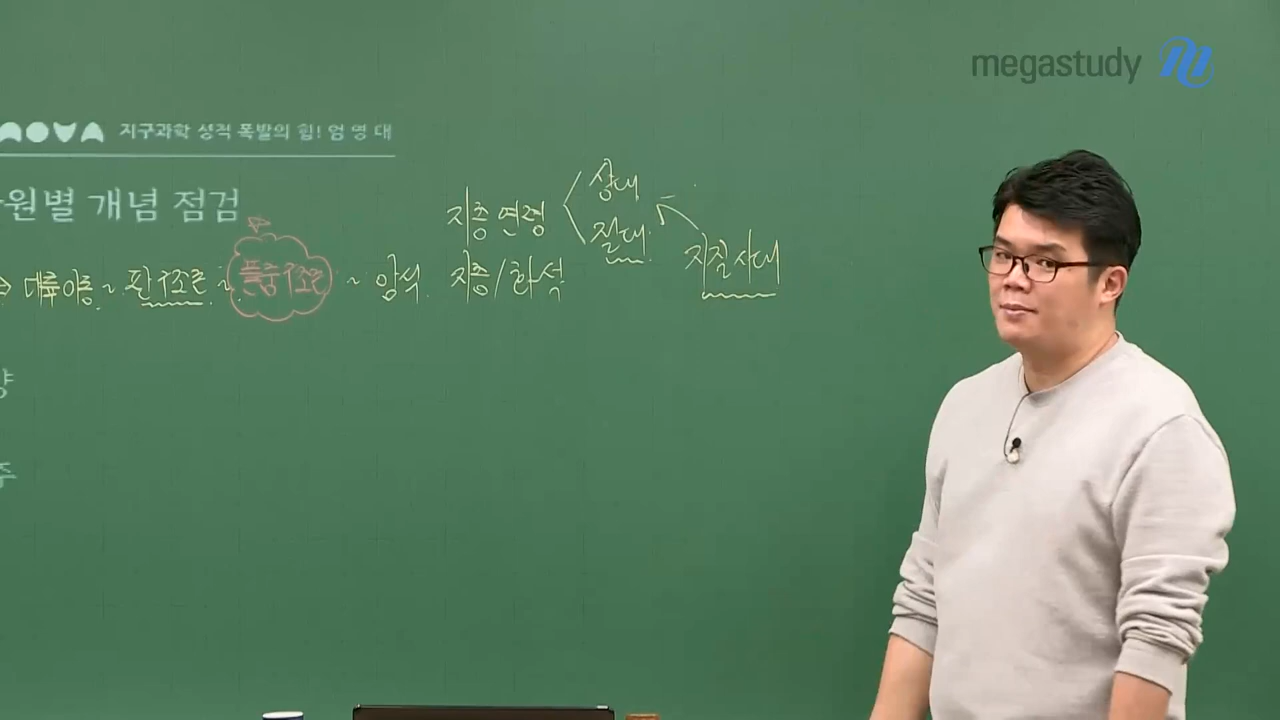 megastudy
지구과학 성적 폭발의 힘! 엄 영 대
원별 개념 점검
상대
지층 연령
절대
지질시대
대륙이동 ~ 판구조론 ~ 플룸구조론 ~ 암석 지층/화석